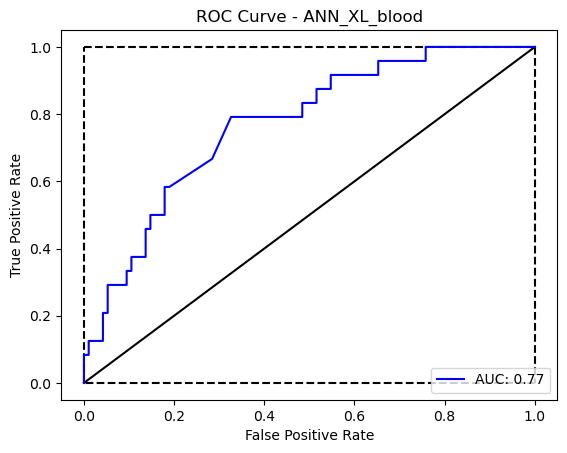 ROC Curve - ANN_XL_blood
True Positive Rate
1.0
0.8
0.6
0.4
0.2
0.0
AUC: 0.77
0.0 0.2 0.4 0.6 0.8 1.0
False Positive Rate